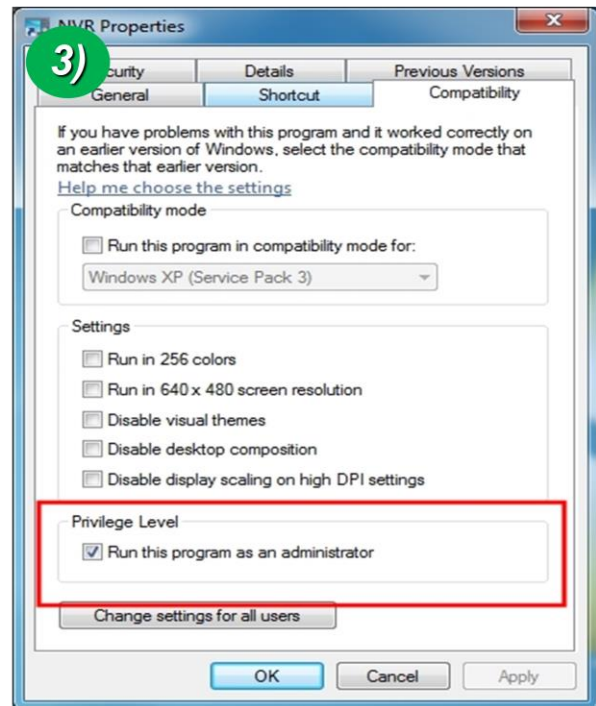 NVR Properties
3)
curity
Details
Previous Versions
General
Shortcut
Compatibility
If you have problems with this program and it worked correctly on
an earlier version of Windows, select the compatibility mode that
matches that earlier version.
Help me choose the settings
Compatibility mode
Run this program in compatibility mode for:
Windows XP (Service Pack 3)
Settings
Run in 256 colors
Run in 640 x 480 screen resolution
Disable visual themes
Disable desktop composition
Disable display scaling on high DPI settings
Privilege Level
Run this program as an administrator
Change settings for all users
OK
Cancel
Apply